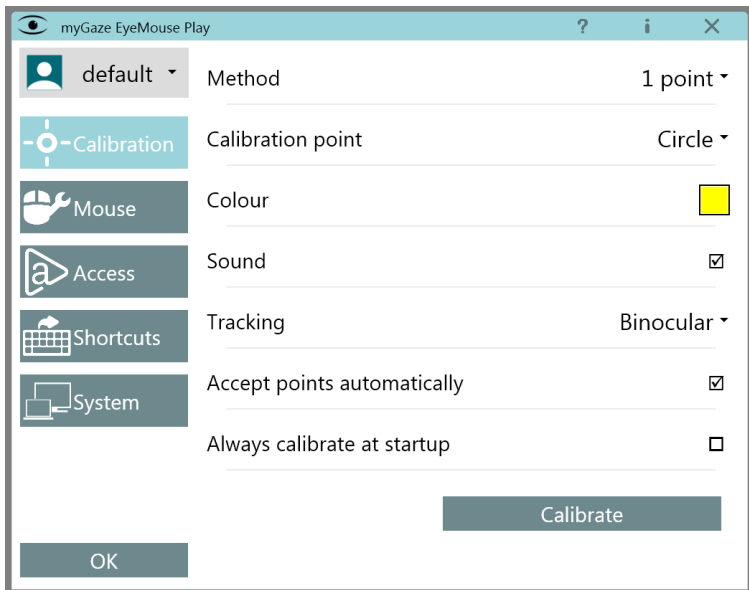 myGaze EyeMouse Play
default
Calibration
Mouse
Access
Shortcuts
System
OK
Method 1 point
Calibration point Circle
Colour
Sound
Tracking Binocular
Accept points automatically
Always calibrate at startup
Calibrate